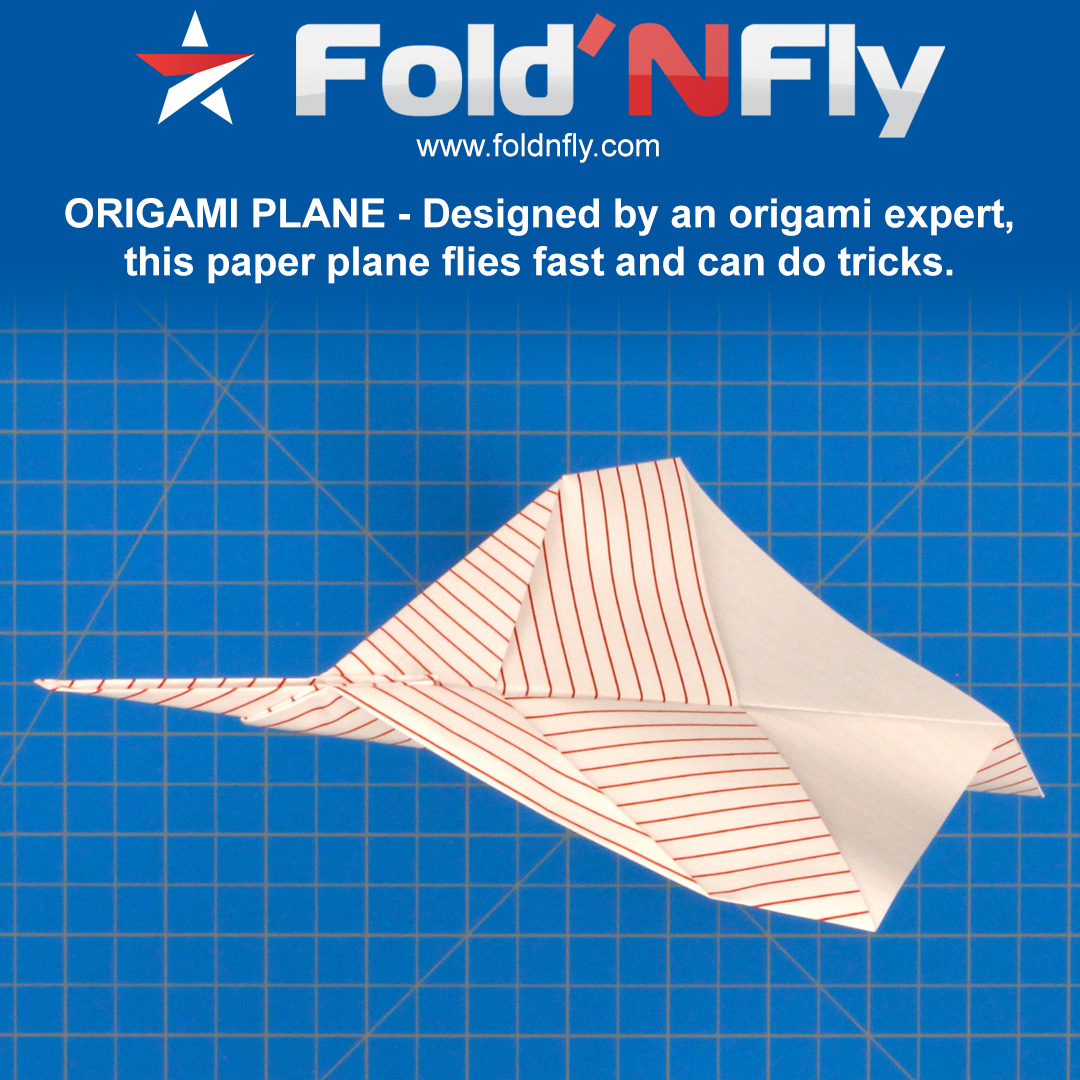 Fold'NFly
www.foldnfly.com
ORIGAMI PLANE - Designed by an origami expert,
this paper plane flies fast and can do tricks.